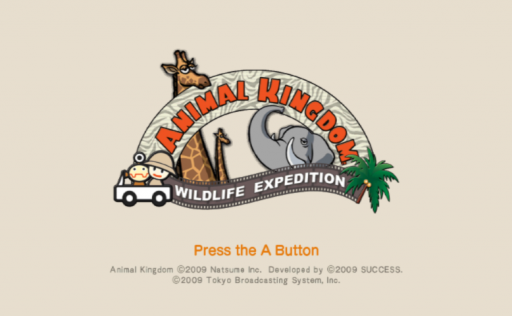 ANIMAL KINGDOM
WILDLIFE EXPEDITION
Press the A Button
Animal Kingdom ©2009 Natsume Inc. Developed by ©2009 SUCCESS.
©2009 Tokyo Broadcasting System, Inc.